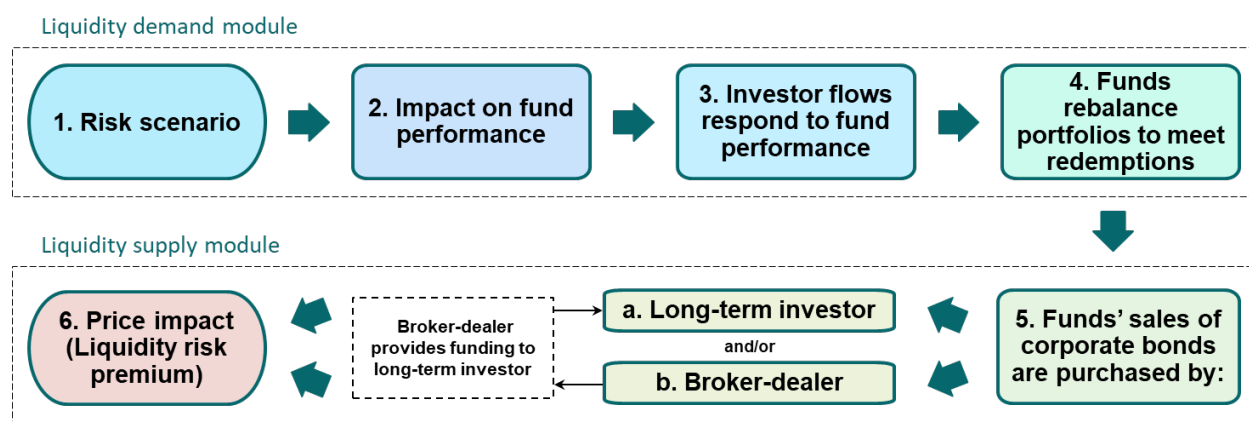 Liquidity demand module
1. Risk scenario
2. Impact on fund
performance
3. Investor flows
respond to fund
performance
4. Funds
rebalance
portfolios to meet
redemptions
Liquidity supply module
6. Price impact
(Liquidity risk
premium)
Broker-dealer
provides funding to
long-term investor
a. Long-term investor
and/or
b. Broker-dealer
5. Funds’ sales of
corporate bonds
are purchased by: